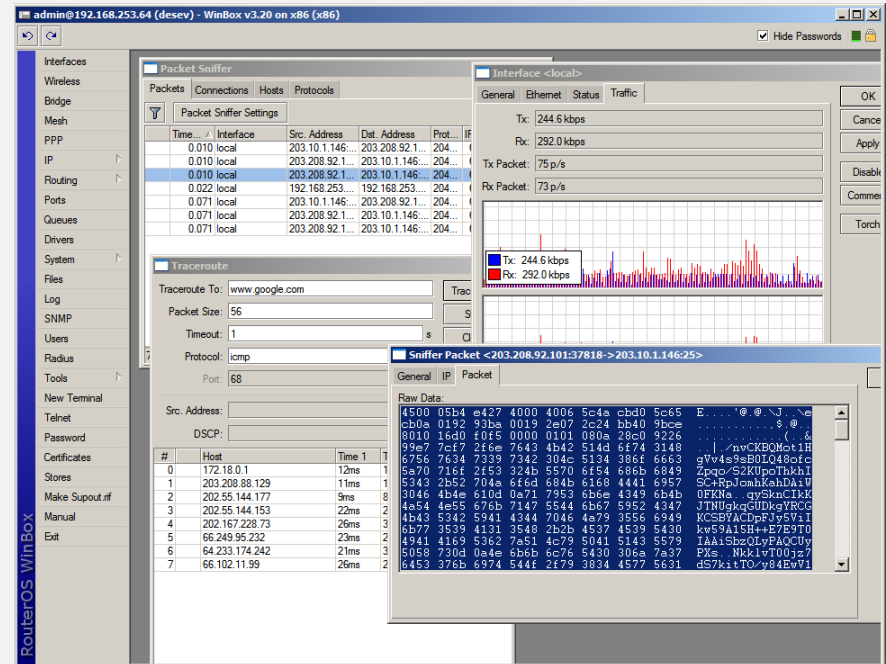 admin@192.168.253.64 (desev) - WinBox v3.20 on x86 (x86)
Hide Passwords
Interfaces
Wireless
Bridge
Mesh
PPP
IP
Routing
Ports
Queues
Drivers
System
Files
Log
SNMP
Users
Radius
Tools
New Terminal
Telnet
Password
Certificates
Stores
Make Supout.rif
Manual
Exit
RouterOS WinBox
Packet Sniffer
Packets Connections Hosts Protocols
Packet Sniffer Settings
Time... Interface Src. Address Dst. Address Prot... IP
0.010 local 203.10.1.146:... 203.208.92.1... 204...
0.010 local 203.208.92.1... 203.10.1.146:... 204...
0.010 local 203.208.92.1... 203.10.1.146:... 204...
0.022 local 192.168.253.... 192.168.253.... 204...
0.071 local 203.10.1.146:... 203.208.92.1... 204...
0.071 local 203.208.92.1... 203.10.1.146:... 204...
0.071 local 203.208.92.1... 203.10.1.146:... 204...
Interface <local>
General Ethernet Status Traffic
Tx: 244.6 kbps
Rx: 292.0 kbps
Tx Packet: 75 p/s
Rx Packet: 73 p/s
OK
Cance
Apply
Disable
Comme
Torch
Tx: 244.6 kbps
Rx: 292.0 kbps
Traceroute
Traceroute To: www.google.com
Packet Size: 56
Timeout: 1 s
Protocol: icmp
Port: 68
Src. Address:
DSCP:
Trac
S
Cl
# Host Time 1 T
0 172.18.0.1 12ms 1
1 203.208.88.129 11ms 1
2 202.55.144.177 9ms 8
3 202.55.144.153 22ms 2
4 202.167.228.73 26ms 3
5 66.249.95.232 23ms 2
6 64.233.174.242 21ms 3
7 66.102.11.99 26ms 2
Sniffer Packet <203.208.92.101:37818->203.10.1.146:25>
General IP Packet
Raw Data:
4500 05b4 e427 4000 4006 5c4a cbd0 5c65 E....'@.@.\J..\e
cb0a 0192 93ba 0019 2e07 2c24 bb40 9bce ..........,$.@..
8010 16d0 f0f5 0000 0101 080a 28c0 9226 ............(..&
99e7 7cf7 2f6e 7643 4b42 514d 6f74 3148 ..|./nvCKBQMot1H
6756 7634 7339 7342 304c 5134 386f 6663 gVv4s9sB0LQ48ofc
5a70 716f 2f53 324b 5570 6f54 686b 6849 Zpqo/S2KUpoThkhI
5343 2b52 704a 6f6d 684b 6168 4441 6957 SC+RpJomhKahDAiW
3046 4b4e 610d 0a71 7953 6b6e 4349 6b4b 0FKNa..qySknCIkK
4a54 4e55 676b 7147 5544 6b67 5952 4347 JTNUgkqGUDkgYRCG
4b43 5342 5941 4344 7046 4a79 3556 6949 KCSBYACDpFJy5ViI
6b77 3539 4131 3548 2b2b 4537 4539 5430 kw59A15H++E7E9T0
4941 4169 5362 7a51 4c79 5041 5143 5579 IAAiSbzQLyPAQCUy
5058 730d 0a4e 6b6b 6c76 5430 306a 7a37 PXs..NkklvT00jz7
6453 376b 6974 544f 2f79 3834 4577 5631 dS7kitTO/y84EwV1